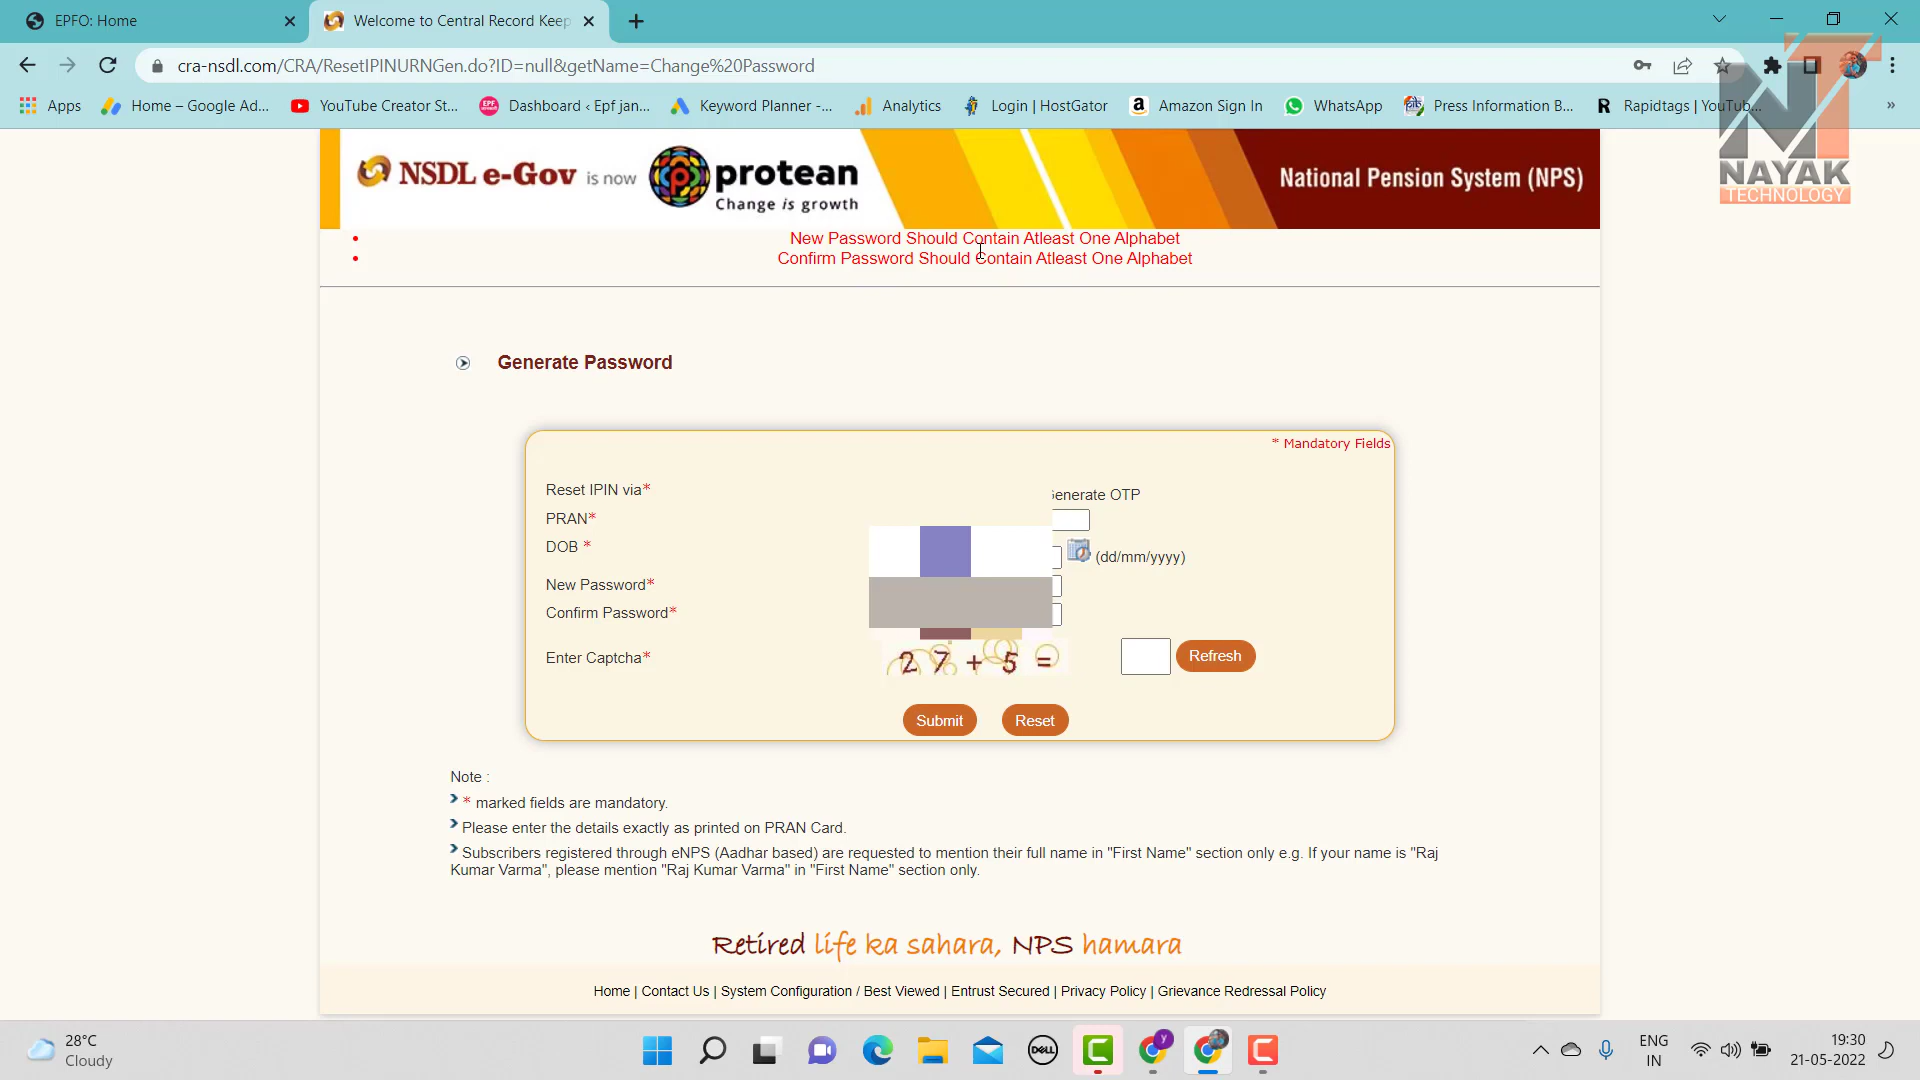 EPFO: Home
Welcome to Central Record Keep
cra-nsdl.com/CRA/ResetIPINURNGen.do?ID=null&getName=Change%20Password
Apps
Home – Google Ad...
YouTube Creator St...
EPF
Dashboard ‹ Epf jan...
Keyword Planner -...
Analytics
Login | HostGator
Amazon Sign In
WhatsApp
Press Information B...
Rapidtags | YouTub...
NSDL e-Gov is now protean
Change is growth
National Pension System (NPS)
NAYAK
TECHNOLOGY
New Password Should Contain Atleast One Alphabet
Confirm Password Should Contain Atleast One Alphabet
Generate Password
* Mandatory Fields
Reset IPIN via*
Generate OTP
PRAN*
DOB *
(dd/mm/yyyy)
New Password*
Confirm Password*
Enter Captcha*
27 + 5 =
Refresh
Submit
Reset
Note :
* marked fields are mandatory.
Please enter the details exactly as printed on PRAN Card.
Subscribers registered through eNPS (Aadhar based) are requested to mention their full name in "First Name" section only e.g. If your name is "Raj
Kumar Varma", please mention "Raj Kumar Varma" in "First Name" section only.
Retired life ka sahara, NPS hamara
Home | Contact Us | System Configuration / Best Viewed | Entrust Secured | Privacy Policy | Grievance Redressal Policy
28°C
Cloudy
DELL
ENG
IN
19:30
21-05-2022